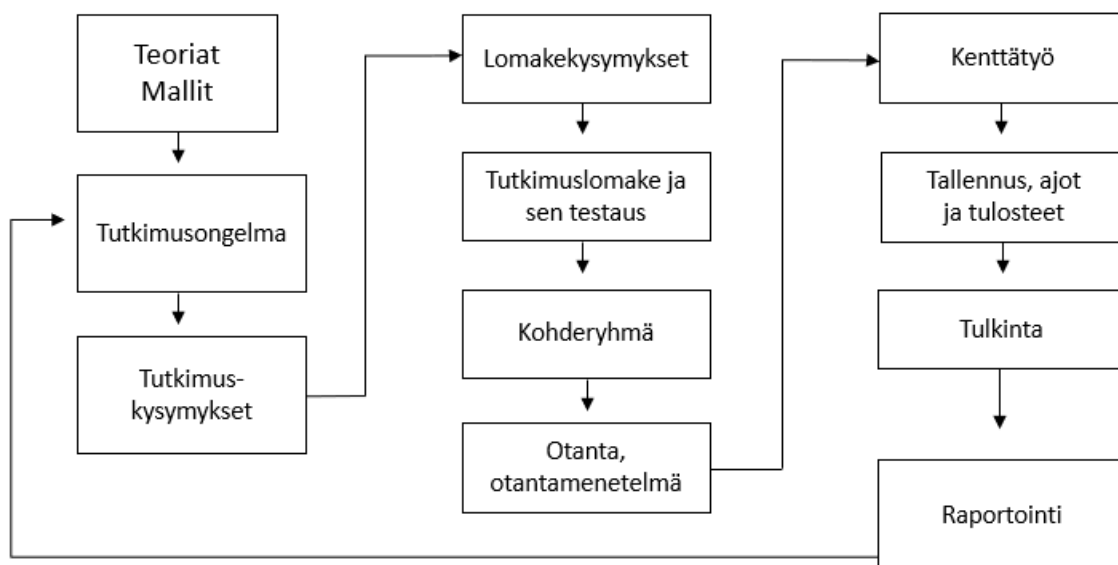 Teoriat
Mallit
Tutkimusongelma
Tutkimus-
kysymykset
Lomakekysymykset
Tutkimuslomake ja
sen testaus
Kohderyhmä
Otanta,
otantamenetelmä
Kenttätyö
Tallennus, ajot
ja tulosteet
Tulkinta
Raportointi